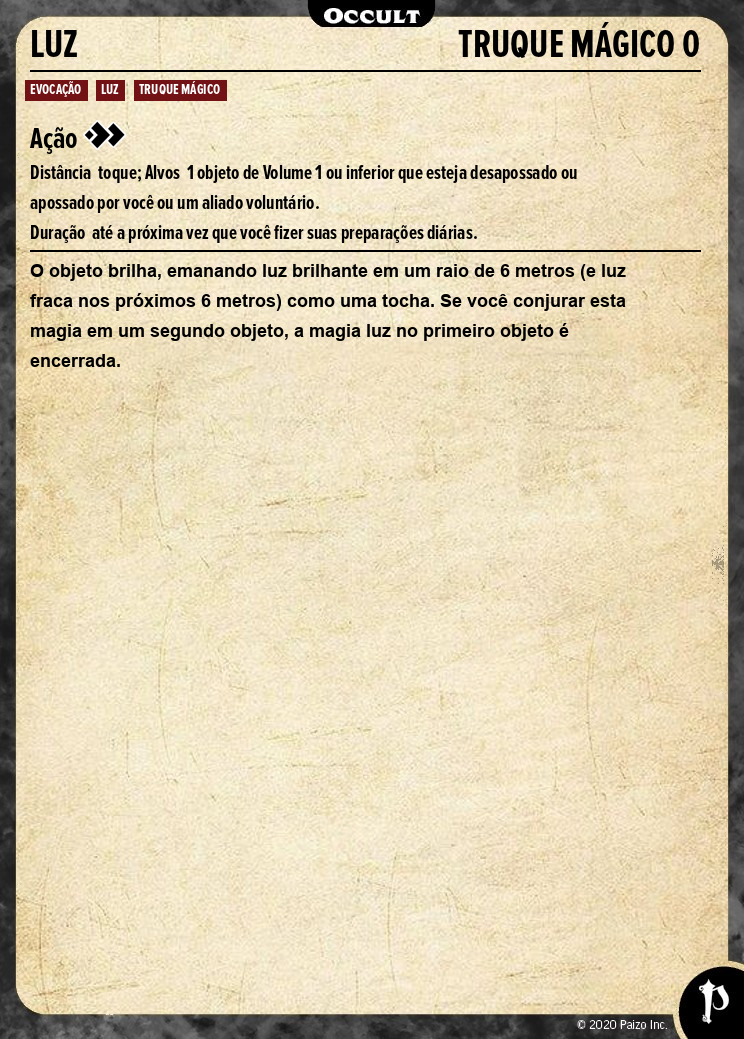 OCCULT
LUZ TRUQUE MÁGICO 0
EVOCAÇÃO LUZ TRUQUE MÁGICO
Ação
Distância toque; Alvos 1 objeto de Volume 1 ou inferior que esteja desapossado ou
apossado por você ou um aliado voluntário.
Duração até a próxima vez que você fizer suas preparações diárias.
O objeto brilha, emanando luz brilhante em um raio de 6 metros (e luz
fraca nos próximos 6 metros) como uma tocha. Se você conjurar esta
magia em um segundo objeto, a magia luz no primeiro objeto é
encerrada.
© 2020 Paizo Inc.
P